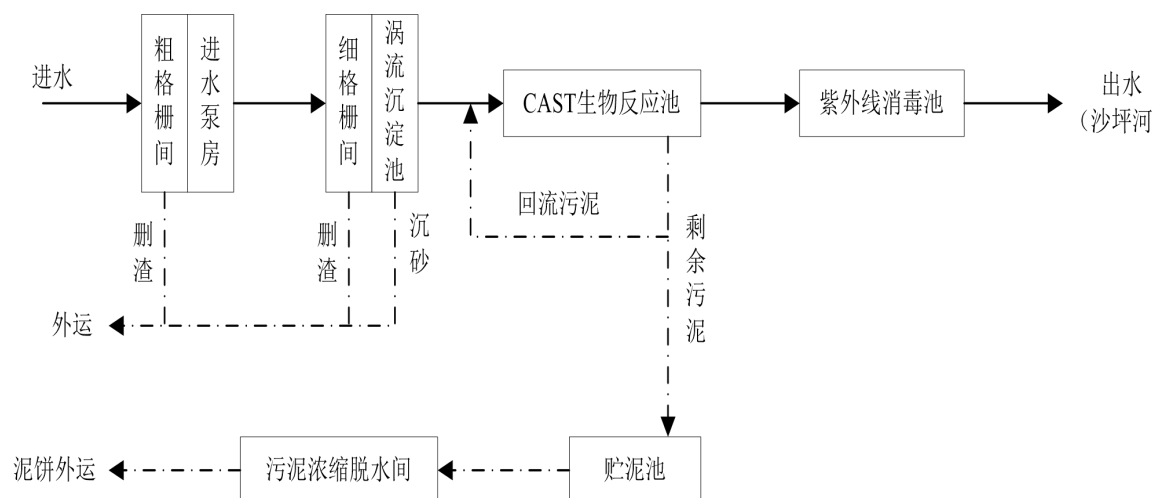 进水
粗格栅间
进水泵房
细格栅间
涡流沉淀池
CAST生物反应池
紫外线消毒池
出水
（沙坪河
删渣
删渣
沉砂
回流污泥
剩余污泥
外运
泥饼外运
污泥浓缩脱水间
贮泥池